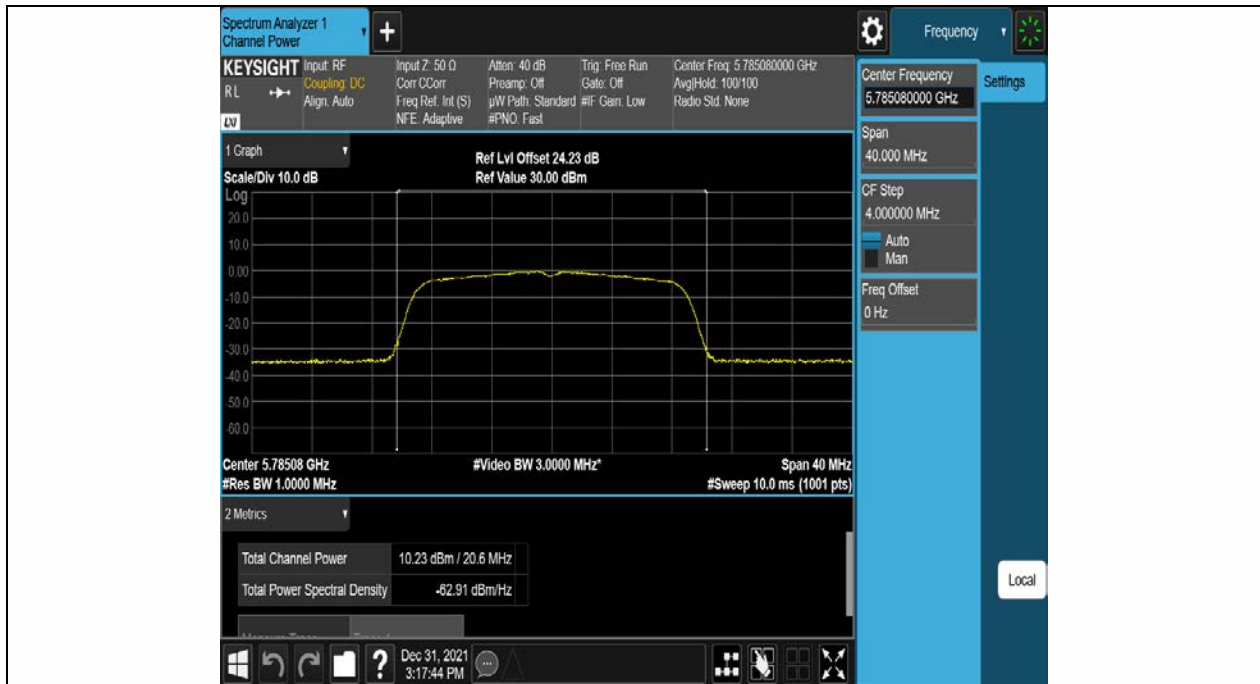 Spectrum Analyzer 1
Channel Power
+
Frequency
KEYSIGHT
RL
LXI
Input: RF
Coupling: DC
Align: Auto
Input Z: 50 Ω
Corr CCorr
Freq Ref: Int (S)
NFE: Adaptive
Atten: 40 dB
Preamp: Off
µW Path: Standard
#PNO: Fast
Trig: Free Run
Gate: Off
#IF Gain: Low
Center Freq: 5.785080000 GHz
Avg|Hold: 100/100
Radio Std: None
Center Frequency
5.785080000 GHz
Settings
Span
40.000 MHz
CF Step
4.000000 MHz
Auto
Man
Freq Offset
0 Hz
Local
1 Graph
Scale/Div 10.0 dB
Ref Lvl Offset 24.23 dB
Ref Value 30.00 dBm
Log
20.0
10.0
0.00
-10.0
-20.0
-30.0
-40.0
-50.0
-60.0
Center 5.78508 GHz
#Res BW 1.0000 MHz
#Video BW 3.0000 MHz*
Span 40 MHz
#Sweep 10.0 ms (1001 pts)
2 Metrics
Total Channel Power 10.23 dBm / 20.6 MHz
Total Power Spectral Density -62.91 dBm/Hz
?
Dec 31, 2021
3:17:44 PM